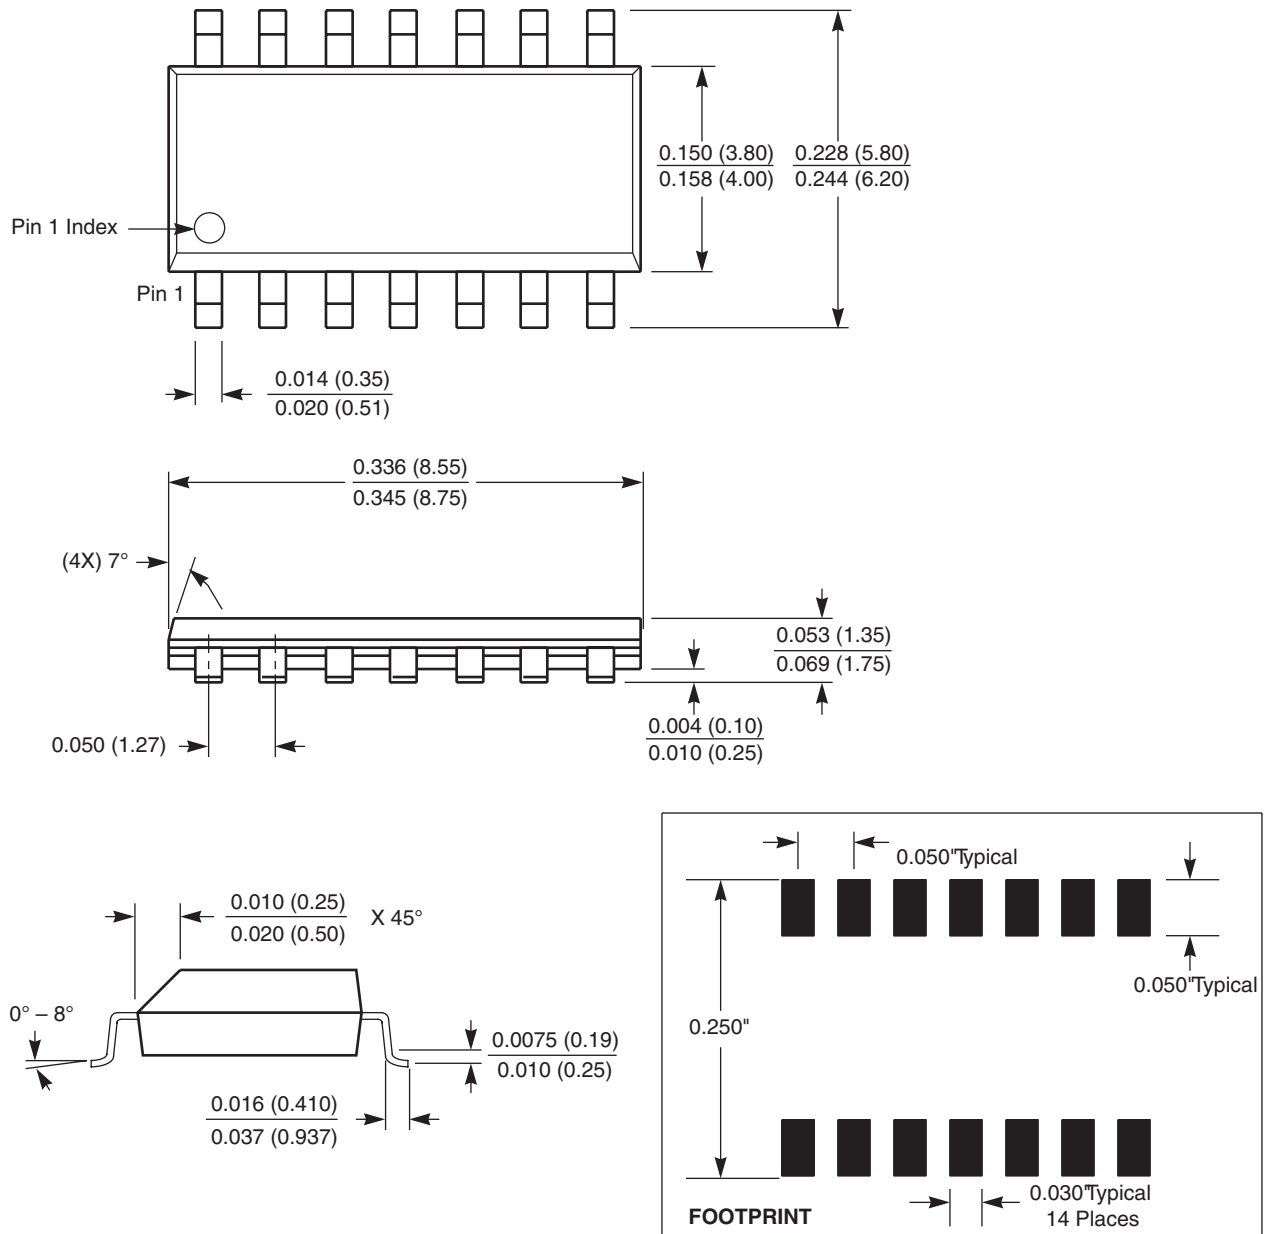 0.150 (3.80)
0.158 (4.00)
0.228 (5.80)
0.244 (6.20)
Pin 1 Index
Pin 1
0.014 (0.35)
0.020 (0.51)
0.336 (8.55)
0.345 (8.75)
(4X) 7°
0.053 (1.35)
0.069 (1.75)
0.004 (0.10)
0.010 (0.25)
0.050 (1.27)
0.010 (0.25)
0.020 (0.50)
X 45°
0° – 8°
0.0075 (0.19)
0.010 (0.25)
0.016 (0.410)
0.037 (0.937)
0.050"Typical
0.050"Typical
0.250"
0.030"Typical
14 Places
FOOTPRINT